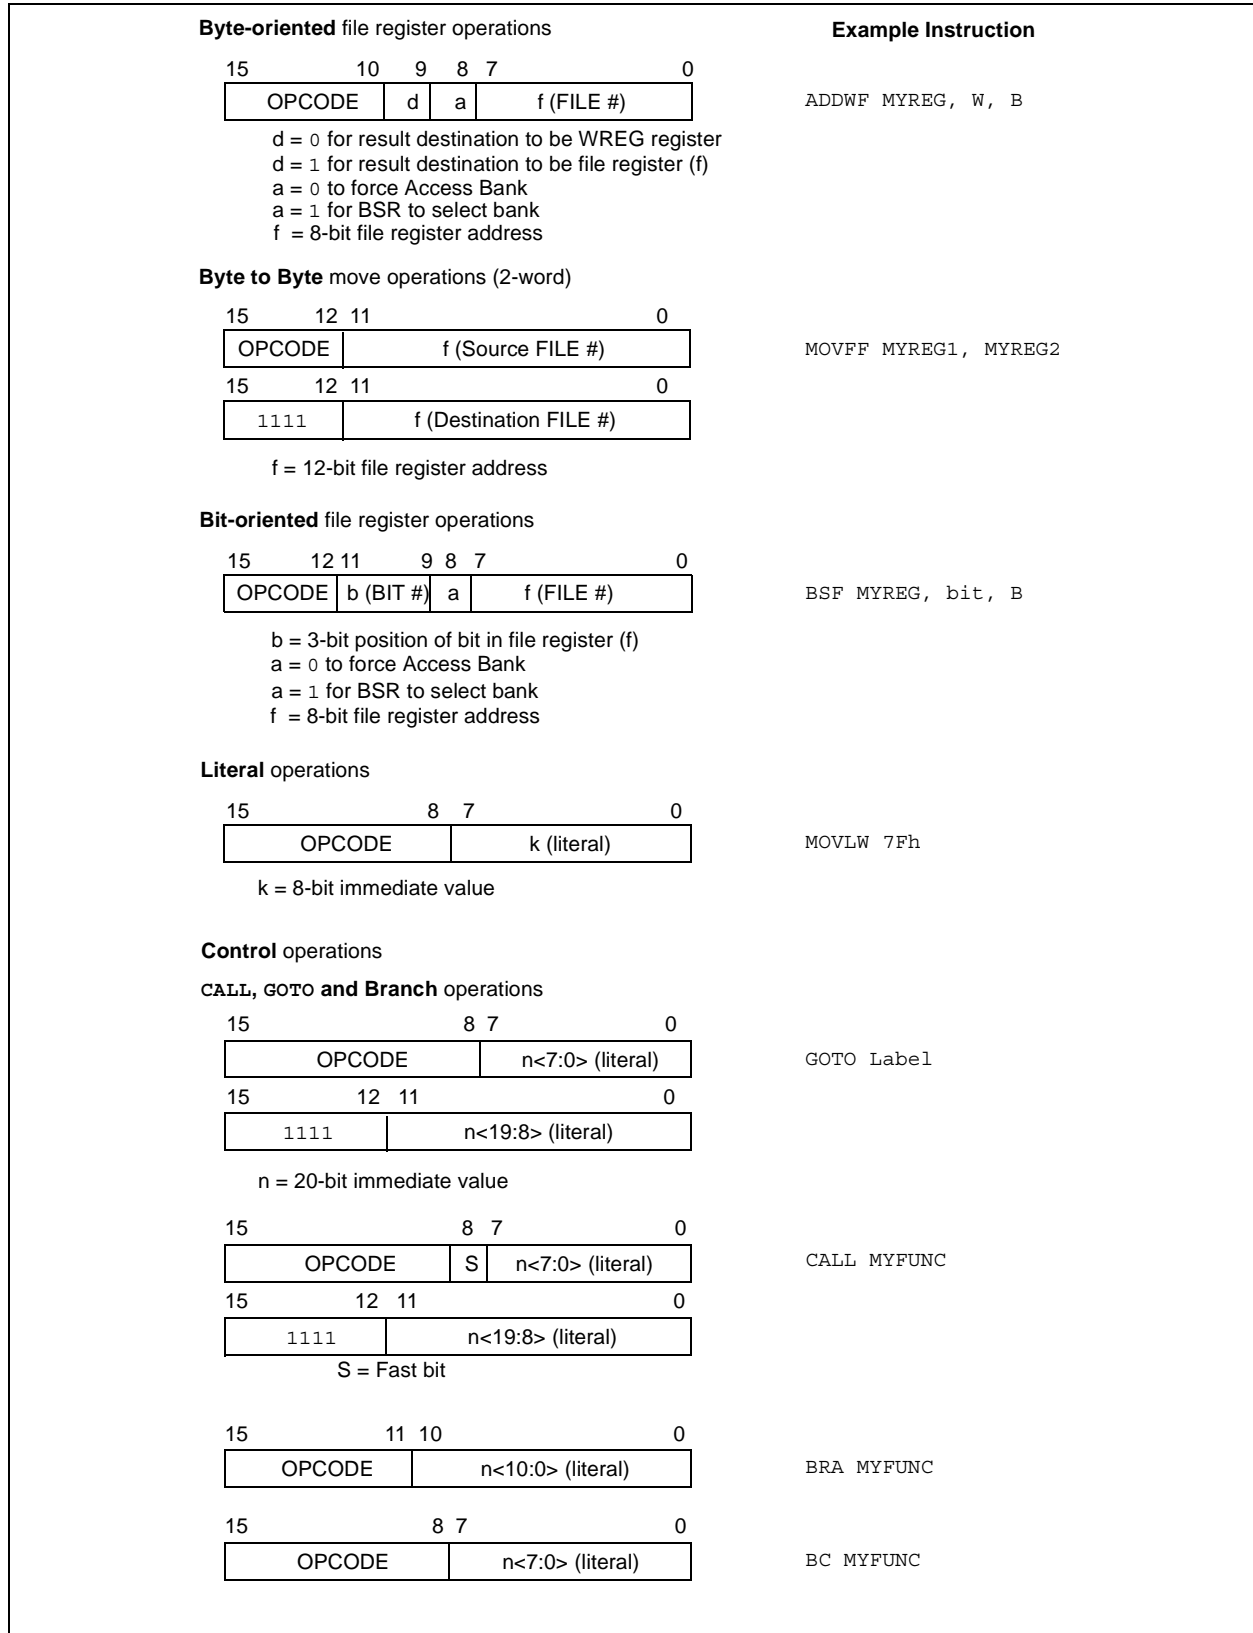 Byte-oriented file register operations Example Instruction
15 10 9 8 7 0
OPCODE d a f (FILE #) ADDWF MYREG, W, B
d = 0 for result destination to be WREG register
d = 1 for result destination to be file register (f)
a = 0 to force Access Bank
a = 1 for BSR to select bank
f = 8-bit file register address
Byte to Byte move operations (2-word)
15 12 11 0
OPCODE f (Source FILE #) MOVFF MYREG1, MYREG2
15 12 11 0
1111 f (Destination FILE #)
f = 12-bit file register address
Bit-oriented file register operations
15 12 11 9 8 7 0
OPCODE b (BIT #) a f (FILE #) BSF MYREG, bit, B
b = 3-bit position of bit in file register (f)
a = 0 to force Access Bank
a = 1 for BSR to select bank
f = 8-bit file register address
Literal operations
15 8 7 0
OPCODE k (literal) MOVLW 7Fh
k = 8-bit immediate value
Control operations
CALL, GOTO and Branch operations
15 8 7 0
OPCODE n<7:0> (literal) GOTO Label
15 12 11 0
1111 n<19:8> (literal)
n = 20-bit immediate value
15 8 7 0
OPCODE S n<7:0> (literal) CALL MYFUNC
15 12 11 0
1111 n<19:8> (literal)
S = Fast bit
15 11 10 0
OPCODE n<10:0> (literal) BRA MYFUNC
15 8 7 0
OPCODE n<7:0> (literal) BC MYFUNC